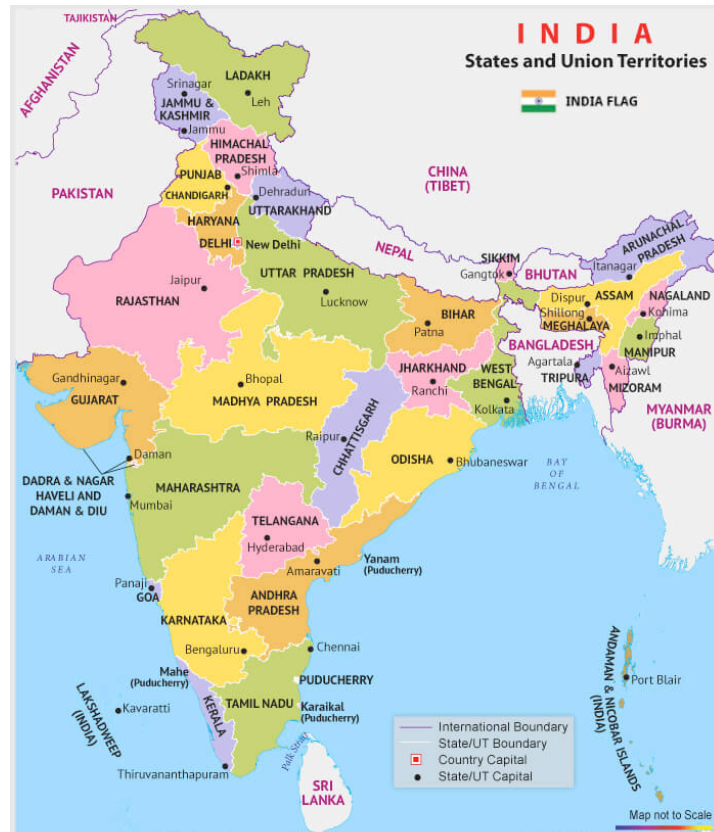 INDIA
States and Union Territories
INDIA FLAG
TAJIKISTAN
AFGHANISTAN
PAKISTAN
CHINA
(TIBET)
NEPAL
BHUTAN
BANGLADESH
MYANMAR
(BURMA)
SRI
LANKA
LADAKH
Leh
Srinagar
JAMMU &
KASHMIR
Jammu
HIMACHAL
PRADESH
Shimla
PUNJAB
CHANDIGARH
Dehradun
UTTARAKHAND
HARYANA
DELHI
New Delhi
UTTAR PRADESH
Lucknow
Jaipur
RAJASTHAN
BIHAR
Patna
SIKKIM
Gangtok
ARUNACHAL
PRADESH
Itanagar
ASSAM
Dispur
Shillong
MEGHALAYA
NAGALAND
Kohima
Imphal
MANIPUR
Agartala
TRIPURA
Aizawl
MIZORAM
JHARKHAND
Ranchi
WEST
BENGAL
Kolkata
Gandhinagar
GUJARAT
Bhopal
MADHYA PRADESH
Raipur
CHHATTISGARH
ODISHA
Bhubaneswar
BAY
OF
BENGAL
Daman
DADRA & NAGAR
HAVELI AND
DAMAN & DIU
MAHARASHTRA
Mumbai
TELANGANA
Hyderabad
Yanam
(Puducherry)
Amaravati
ARABIAN
SEA
Panaji
GOA
ANDHRA
PRADESH
KARNATAKA
Bengaluru
Chennai
Mahe
(Puducherry)
PUDUCHERRY
TAMIL NADU
Karaikal
(Puducherry)
KERALA
LAKSHADWEEP
(INDIA)
Kavaratti
Thiruvananthapuram
Palk Strait
ANDAMAN & NICOBAR ISLANDS
(INDIA)
Port Blair
International Boundary
State/UT Boundary
Country Capital
State/UT Capital
Map not to Scale